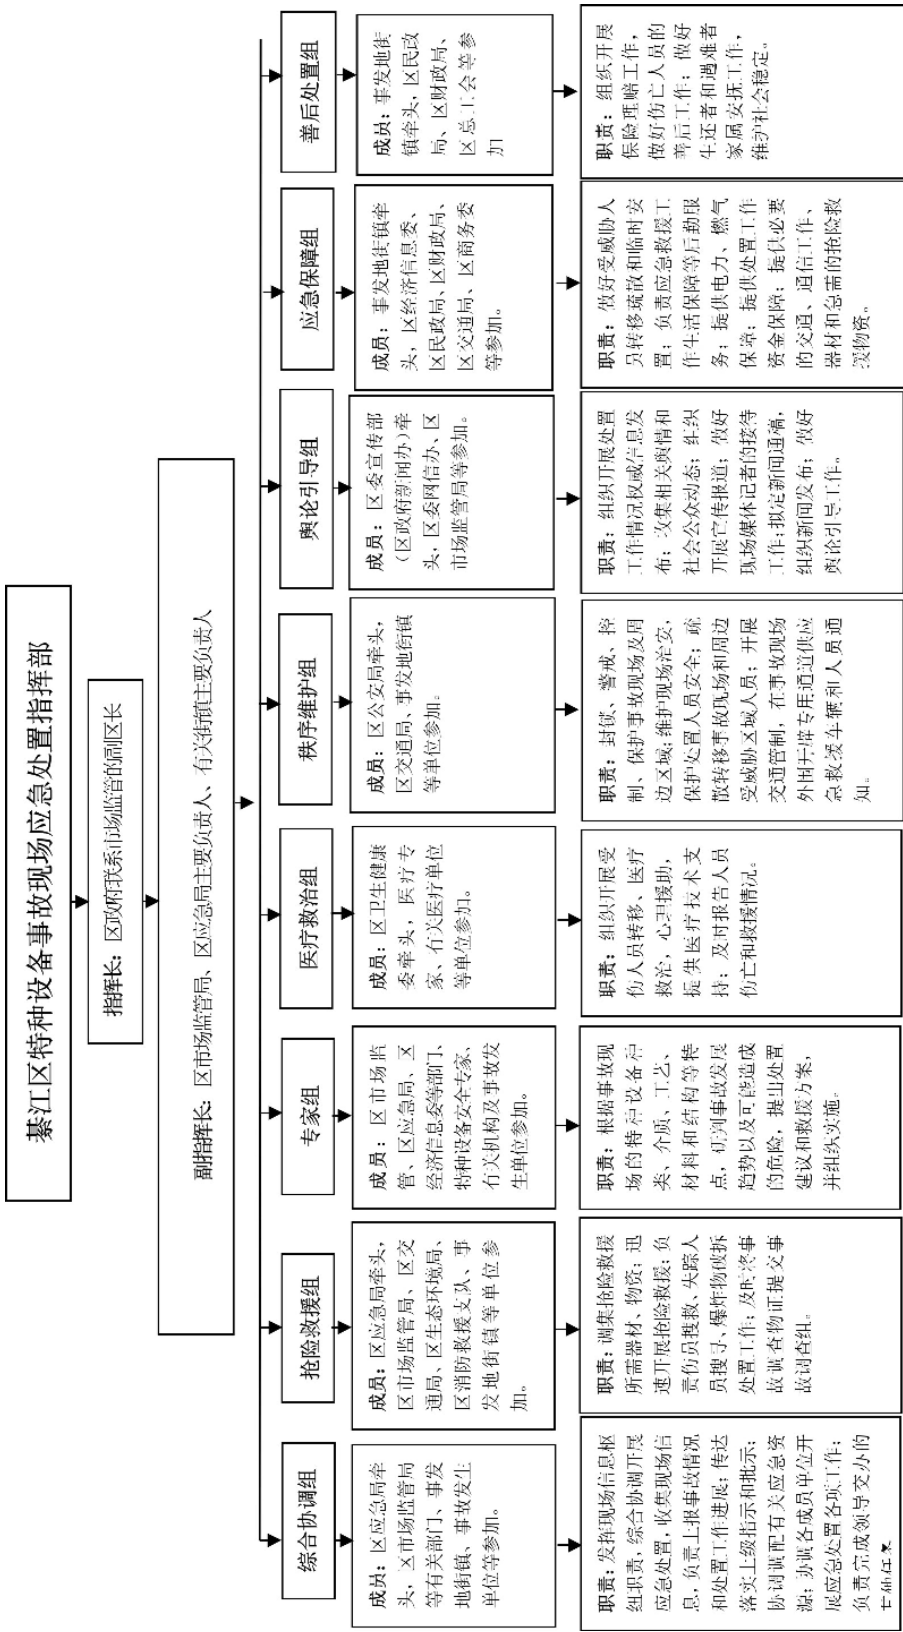 綦江区特种设备事故现场应急处置指挥部
指挥长：区政府联系市场监管的副区长
副指挥长：区市场监管局、区应急局主要负责人、有关街镇主要负责人
综合协调组
成员：区应急局牵
头，区市场监管局
等有关部门、事发
地街镇、事故发生
单位等参加。
职责：发挥现场信息枢
纽职责，综合协调开展
应急处置，收集现场信
息，负责上报事故情况
和处置工作进展；传达
落实上级指示和批示；
协调调配有关应急资
源；办调各成员单位开
展应急处置各项工作；
负责完成领导交办的
其他任务
抢险救援组
成员：区应急局牵头，
区市场监管局、区交
通局、区生态环境局、
区消防救援支队、事
发地街镇等单位参
加。
职责：调集抢险救援
所需器材、物资；迅
速开展抢险救援；负
责伤员搜救、失踪人
员搜寻、爆炸物破拆
处置工作；及时将事
故调查物证提交事
故调查组。
专家组
成员：区市场监
管、区应急局、区
经济信息委等部门、
特种设备安全专家、
有关机构及事故发
生单位参加。
职责：根据事故现
场的特种设备种
类、介质、工艺、
材料和结构等特
点，研判事故发展
趋势以及可能造成
的危险，提出处置
建议和救援方案，
并组织实施。
医疗救治组
成员：区卫生健康
委牵头，医疗专
家、有关医疗单位
等单位参加。
职责：组织开展受
伤人员转移、医疗
救治，心理援助，
提供医疗技术支
持；及时报告人员
伤亡和救援情况。
秩序维护组
成员：区公安局牵头，
区交通局、事发地街镇
等单位参加。
职责：封锁、警戒、控
制、保护事故现场及周
边区域；维护现场治安，
保护处置人员安全；疏
散转移事故现场和周边
受威胁区域人员；开展
交通管制，在事故现场
外围开辟专用通道供应
急救援车辆和人员通
知。
舆论引导组
成员：区委宣传部
（区政府新闻办）牵
头，区委网信办、区
市场监管局等参加。
职责：组织开展处置
工作情况权威信息发
布；收集相关舆情和
社会公众动态；组织
开展宣传报道；做好
现场媒体记者的接待
工作；拟定新闻通稿，
组织新闻发布；做好
舆论引导工作。
应急保障组
成员：事发地街镇牵
头，区经济信息委、
区民政局、区财政局、
区交通局、区商务委
等参加。
职责：做好受威胁人
员转移疏散和临时安
置；负责应急救援工
作生活保障等后勤服
务；提供电力、燃气
保障；提供处置工作
资金保障；提供必要
的交通、通信工作、
器材和急需的抢险救
援物资。
善后处置组
成员：事发地街
镇牵头，区民政
局、区财政局、
区总工会等参
加
职责：组织开展
保险理赔工作，
做好伤亡人员的
善后工作；做好
生还者和遇难者
家属安抚工作，
维护社会稳定。